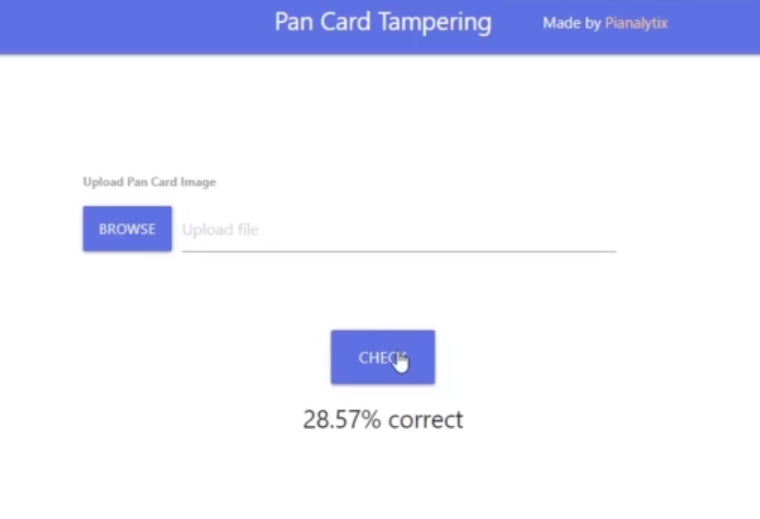 Pan Card Tampering Made by Pianalytix
Upload Pan Card Image
BROWSE Upload file
CHECK
28.57% correct